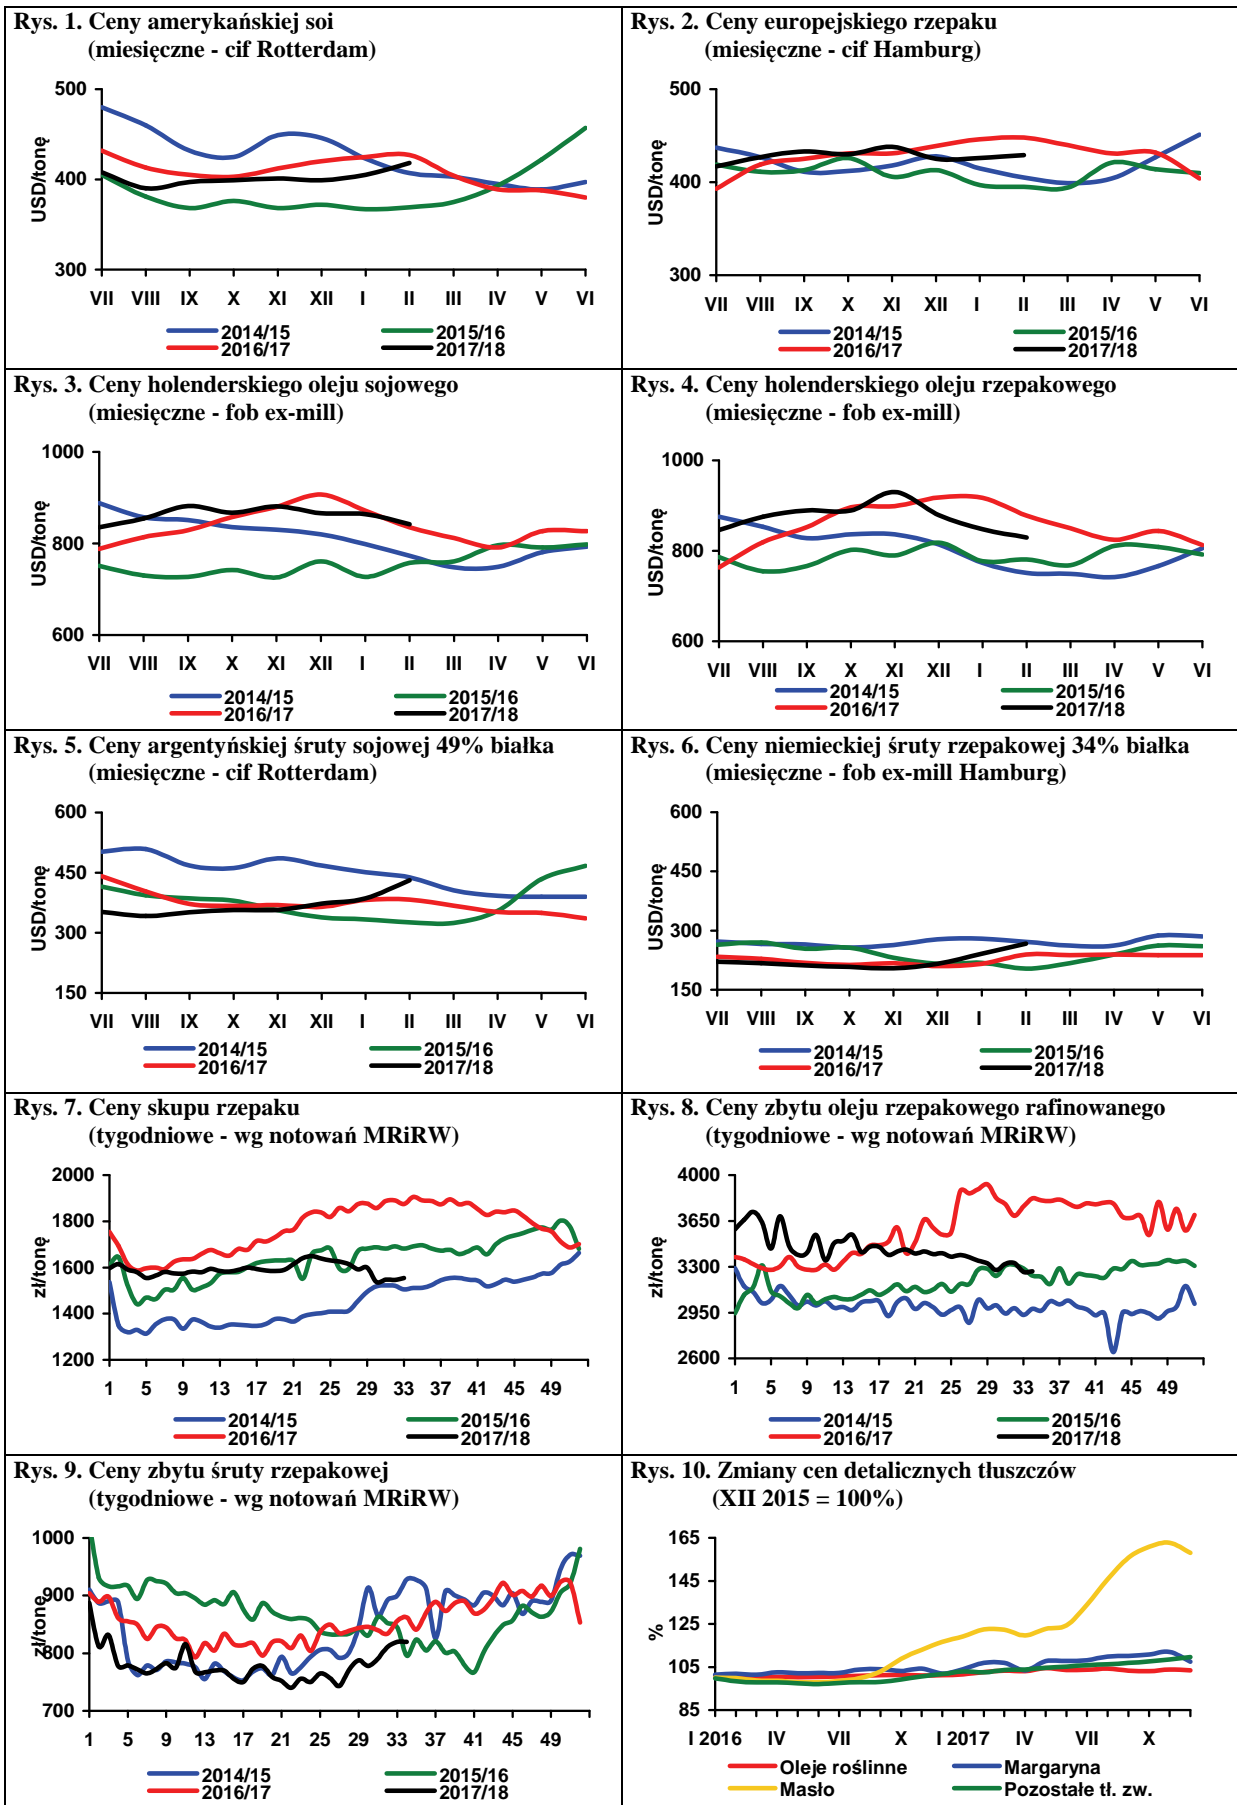 Rys. 1. Ceny amerykańskiej soi
(miesięczne - cif Rotterdam)
500
400
300
USD/tonę
VII VIII IX X XI XII I II III IV V VI
2014/15 2015/16
2016/17 2017/18
Rys. 2. Ceny europejskiego rzepaku
(miesięczne - cif Hamburg)
500
400
300
USD/tonę
VII VIII IX X XI XII I II III IV V VI
2014/15 2015/16
2016/17 2017/18
Rys. 3. Ceny holenderskiego oleju sojowego
(miesięczne - fob ex-mill)
1000
800
600
USD/tonę
VII VIII IX X XI XII I II III IV V VI
2014/15 2015/16
2016/17 2017/18
Rys. 4. Ceny holenderskiego oleju rzepakowego
(miesięczne - fob ex-mill)
1000
800
600
USD/tonę
VII VIII IX X XI XII I II III IV V VI
2014/15 2015/16
2016/17 2017/18
Rys. 5. Ceny argentyńskiej śruty sojowej 49% białka
(miesięczne - cif Rotterdam)
600
450
300
150
USD/tonę
VII VIII IX X XI XII I II III IV V VI
2014/15 2015/16
2016/17 2017/18
Rys. 6. Ceny niemieckiej śruty rzepakowej 34% białka
(miesięczne - fob ex-mill Hamburg)
600
450
300
150
USD/tonę
VII VIII IX X XI XII I II III IV V VI
2014/15 2015/16
2016/17 2017/18
Rys. 7. Ceny skupu rzepaku
(tygodniowe - wg notowań MRiRW)
2000
1800
1600
1400
1200
zł/tonę
1 5 9 13 17 21 25 29 33 37 41 45 49
2014/15 2015/16
2016/17 2017/18
Rys. 8. Ceny zbytu oleju rzepakowego rafinowanego
(tygodniowe - wg notowań MRiRW)
4000
3650
3300
2950
2600
zł/tonę
1 5 9 13 17 21 25 29 33 37 41 45 49
2014/15 2015/16
2016/17 2017/18
Rys. 9. Ceny zbytu śruty rzepakowej
(tygodniowe - wg notowań MRiRW)
1000
900
800
700
zł/tonę
1 5 9 13 17 21 25 29 33 37 41 45 49
2014/15 2015/16
2016/17 2017/18
Rys. 10. Zmiany cen detalicznych tłuszczów
(XII 2015 = 100%)
165
145
125
105
85
%
I 2016 IV VII X I 2017 IV VII X
Oleje roślinne Margaryna
Masło Pozostałe tł. zw.